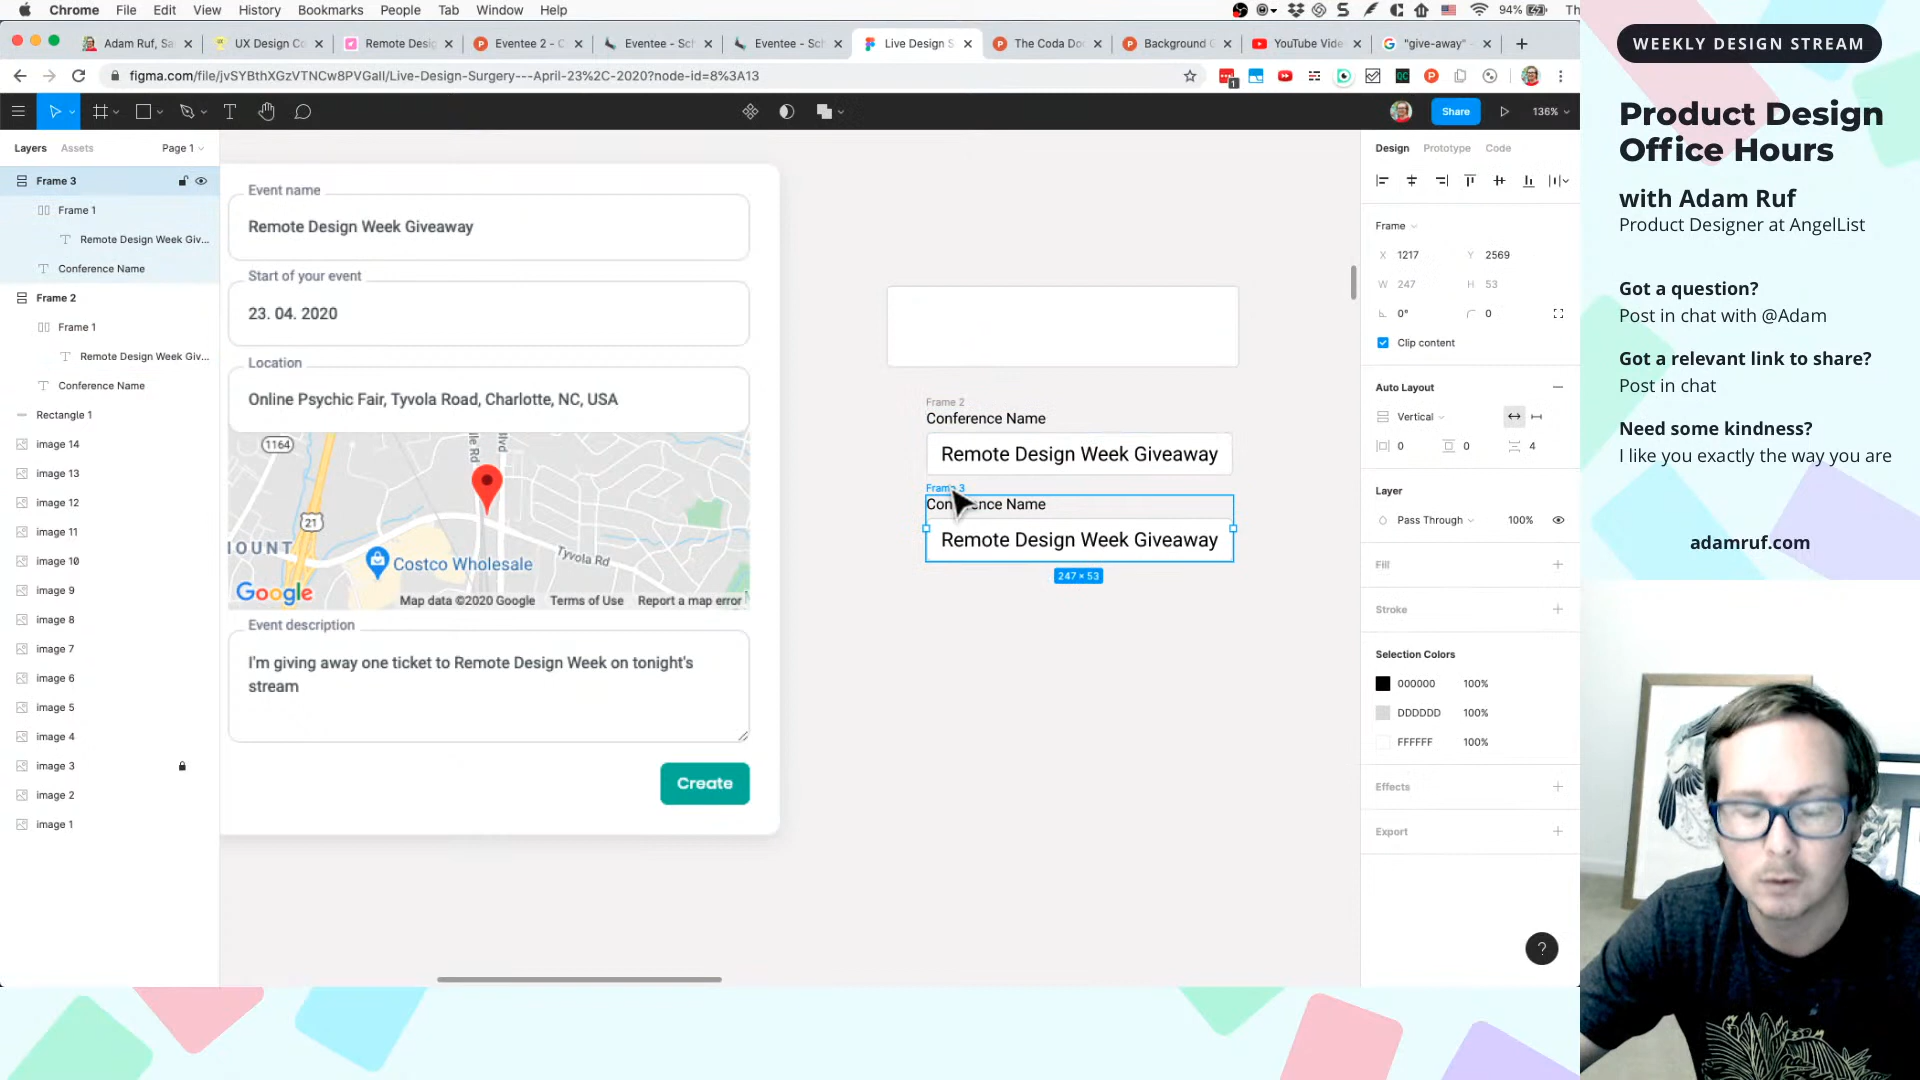 Chrome File Edit View History Bookmarks People Tab Window Help
94%
Adam Ruf, Sa
UX Design Co
Remote Desig
Eventee 2 - C
Eventee - Sch
Eventee - Sch
Live Design S
The Coda Do
Background
YouTube Vide
"give-away"
figma.com/file/jvSYBthXGzVTNCw8PVGall/Live-Design-Surgery---April-23%2C-2020?node-id=8%3A13
Share
136%
Layers
Assets
Page 1
Frame 3
Frame 1
Remote Design Week Giv...
Conference Name
Frame 2
Frame 1
Remote Design Week Giv...
Conference Name
Rectangle 1
image 14
image 13
image 12
image 11
image 10
image 9
image 8
image 7
image 6
image 5
image 4
image 3
image 2
image 1
Event name
Remote Design Week Giveaway
Start of your event
23. 04. 2020
Location
Online Psychic Fair, Tyvola Road, Charlotte, NC, USA
1164
21
Tyvola Rd
Costco Wholesale
Google
Map data ©2020 Google
Terms of Use
Report a map error
Event description
I'm giving away one ticket to Remote Design Week on tonight's
stream
Create
Frame 2
Conference Name
Remote Design Week Giveaway
Frame 3
Conference Name
Remote Design Week Giveaway
247 × 53
Design
Prototype
Code
Frame
X 1217
Y 2569
W 247
H 53
0°
0
Clip content
Auto Layout
Vertical
0
0
4
Layer
Pass Through
100%
Fill
Stroke
Selection Colors
000000 100%
DDDDDD 100%
FFFFFF 100%
Effects
Export
?
WEEKLY DESIGN STREAM
Product Design
Office Hours
with Adam Ruf
Product Designer at AngelList
Got a question?
Post in chat with @Adam
Got a relevant link to share?
Post in chat
Need some kindness?
I like you exactly the way you are
adamruf.com